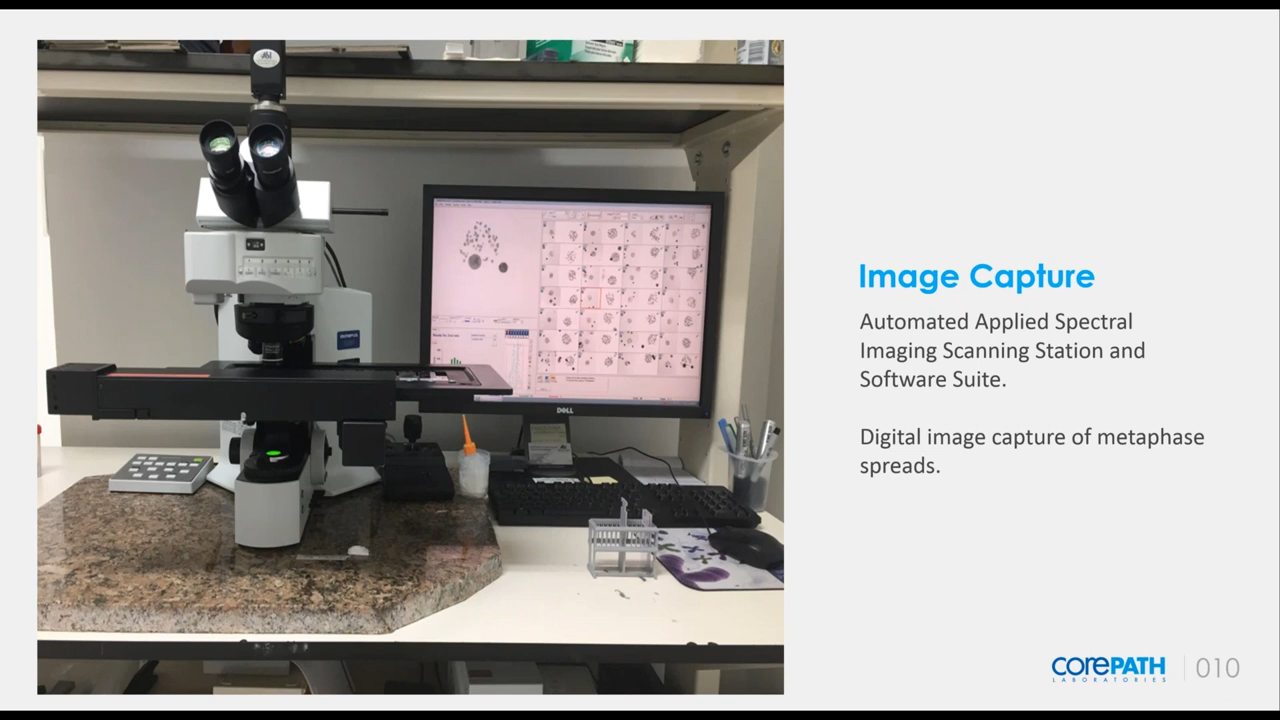 Image Capture
Automated Applied Spectral
Imaging Scanning Station and
Software Suite.
Digital image capture of metaphase
spreads.
OLYMPUS
DELL
corePATH
LABORATORIES
010